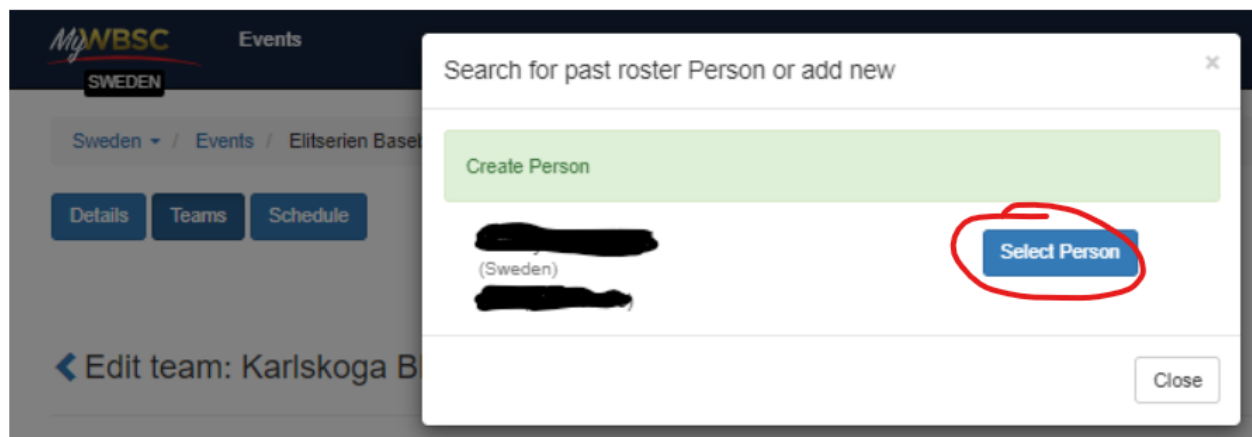 MyWBSC
Events
SWEDEN
Sweden / Events / Elitserien Baseb
Details
Teams
Schedule
Edit team: Karlskoga B
Search for past roster Person or add new
×
Create Person
(Sweden)
Select Person
Close